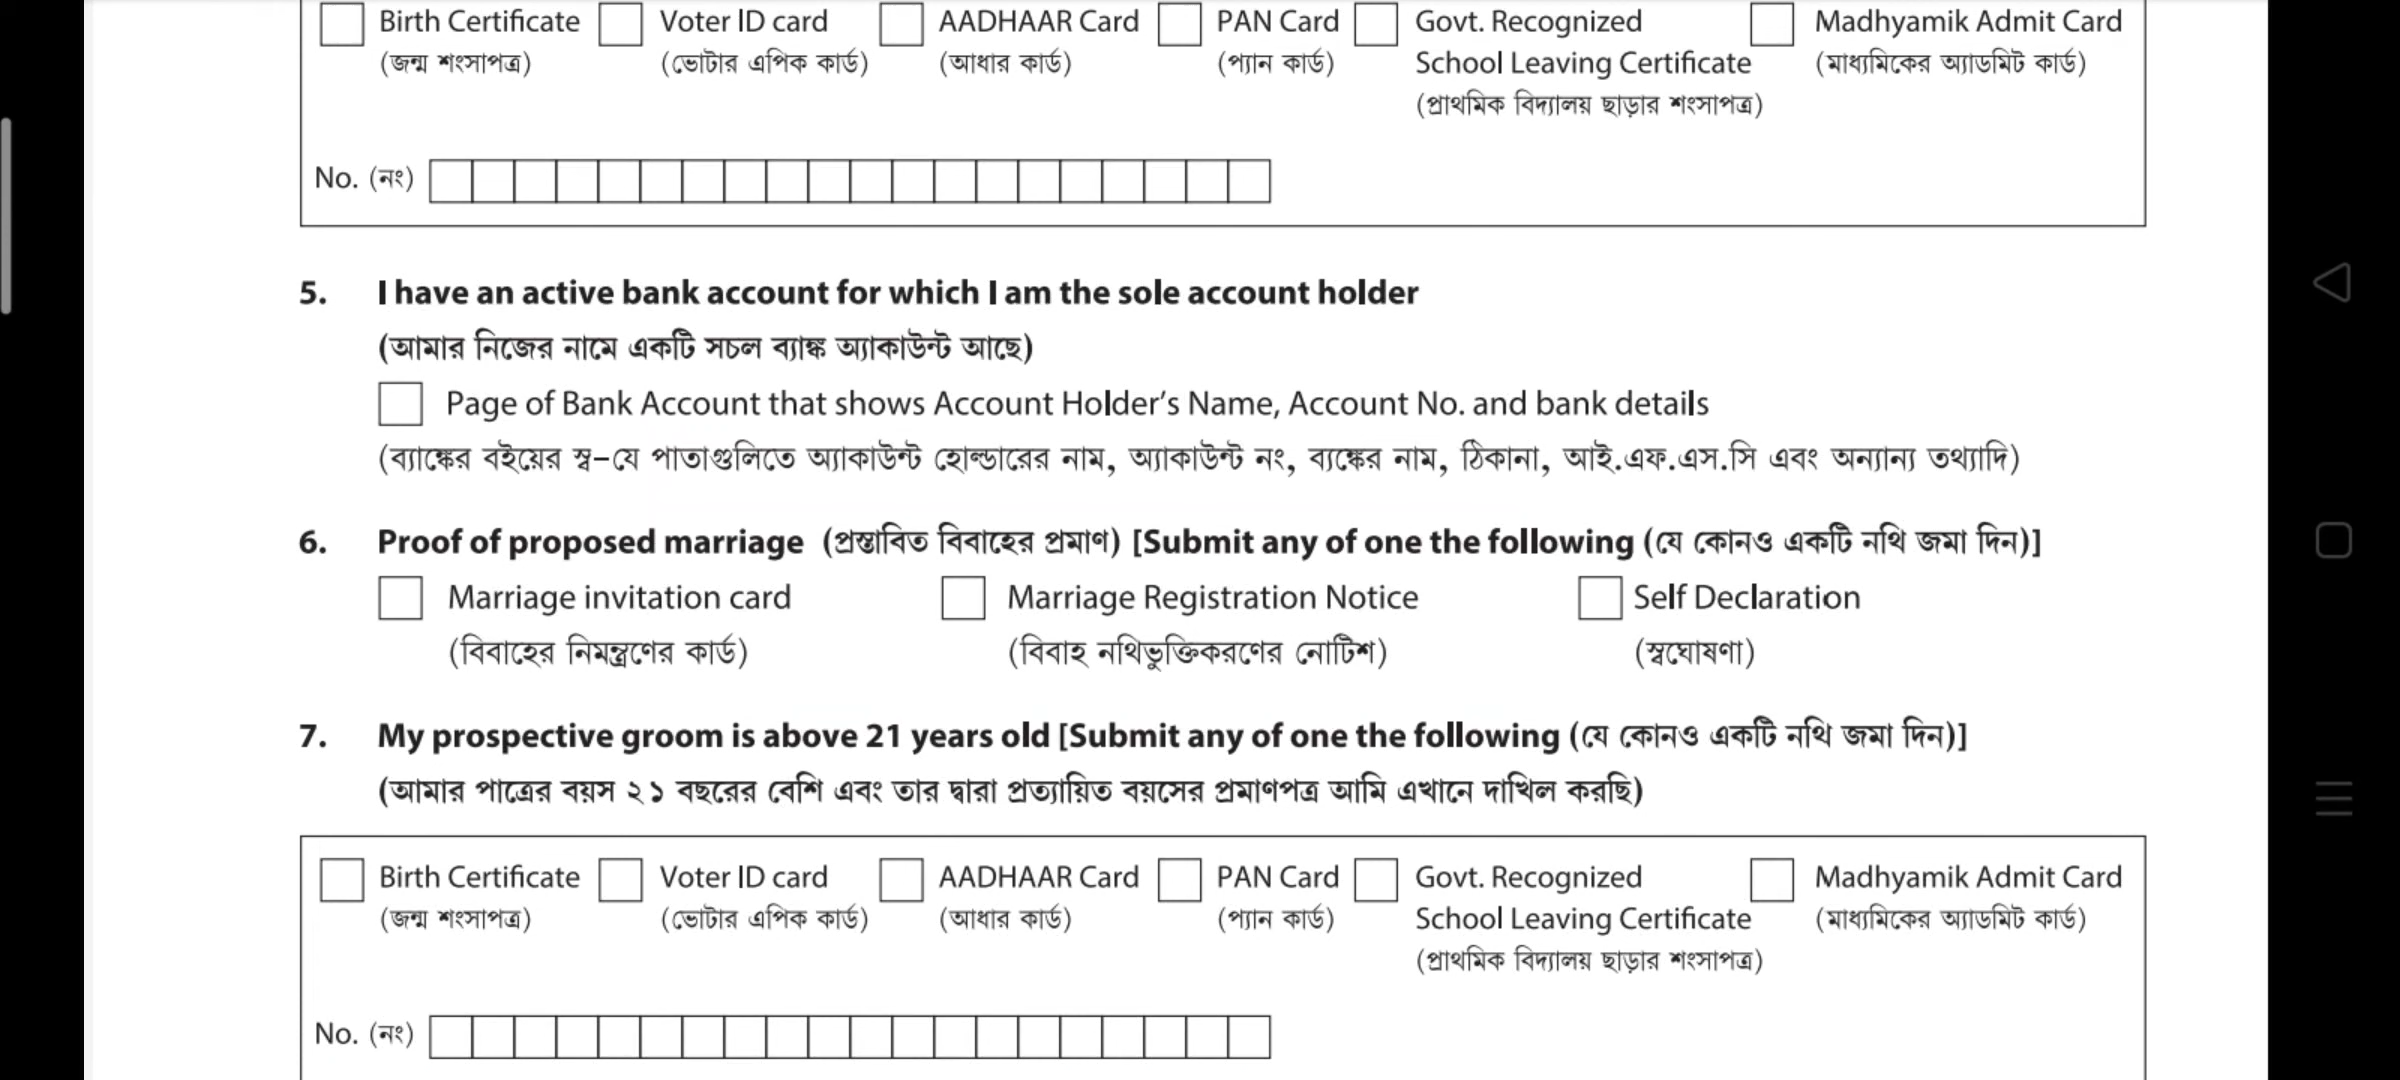 Birth Certificate Voter ID card AADHAAR Card PAN Card Govt. Recognized Madhyamik Admit Card
(জন্ম শংসাপত্র) (ভোটার এপিক কার্ড) (আধার কার্ড) (প্যান কার্ড) School Leaving Certificate (মাধ্যমিকের অ্যাডমিট কার্ড)
(প্রাথমিক বিদ্যালয় ছাড়ার শংসাপত্র)
No. (নং)
5. I have an active bank account for which I am the sole account holder
(আমার নিজের নামে একটি সচল ব্যাঙ্ক অ্যাকাউন্ট আছে)
Page of Bank Account that shows Account Holder's Name, Account No. and bank details
(ব্যাঙ্কের বইয়ের স্ব-যে পাতাগুলিতে অ্যাকাউন্ট হোল্ডারের নাম, অ্যাকাউন্ট নং, ব্যঙ্কের নাম, ঠিকানা, আই.এফ.এস.সি এবং অন্যান্য তথ্যাদি)
6. Proof of proposed marriage (প্রস্তাবিত বিবাহের প্রমাণ) [Submit any of one the following (যে কোনও একটি নথি জমা দিন)]
Marriage invitation card Marriage Registration Notice Self Declaration
(বিবাহের নিমন্ত্রণের কার্ড) (বিবাহ নথিভুক্তিকরণের নোটিশ) (স্বঘোষণা)
7. My prospective groom is above 21 years old [Submit any of one the following (যে কোনও একটি নথি জমা দিন)]
(আমার পাত্রের বয়স ২১ বছরের বেশি এবং তার দ্বারা প্রত্যায়িত বয়সের প্রমাণপত্র আমি এখানে দাখিল করছি)
Birth Certificate Voter ID card AADHAAR Card PAN Card Govt. Recognized Madhyamik Admit Card
(জন্ম শংসাপত্র) (ভোটার এপিক কার্ড) (আধার কার্ড) (প্যান কার্ড) School Leaving Certificate (মাধ্যমিকের অ্যাডমিট কার্ড)
(প্রাথমিক বিদ্যালয় ছাড়ার শংসাপত্র)
No. (নং)